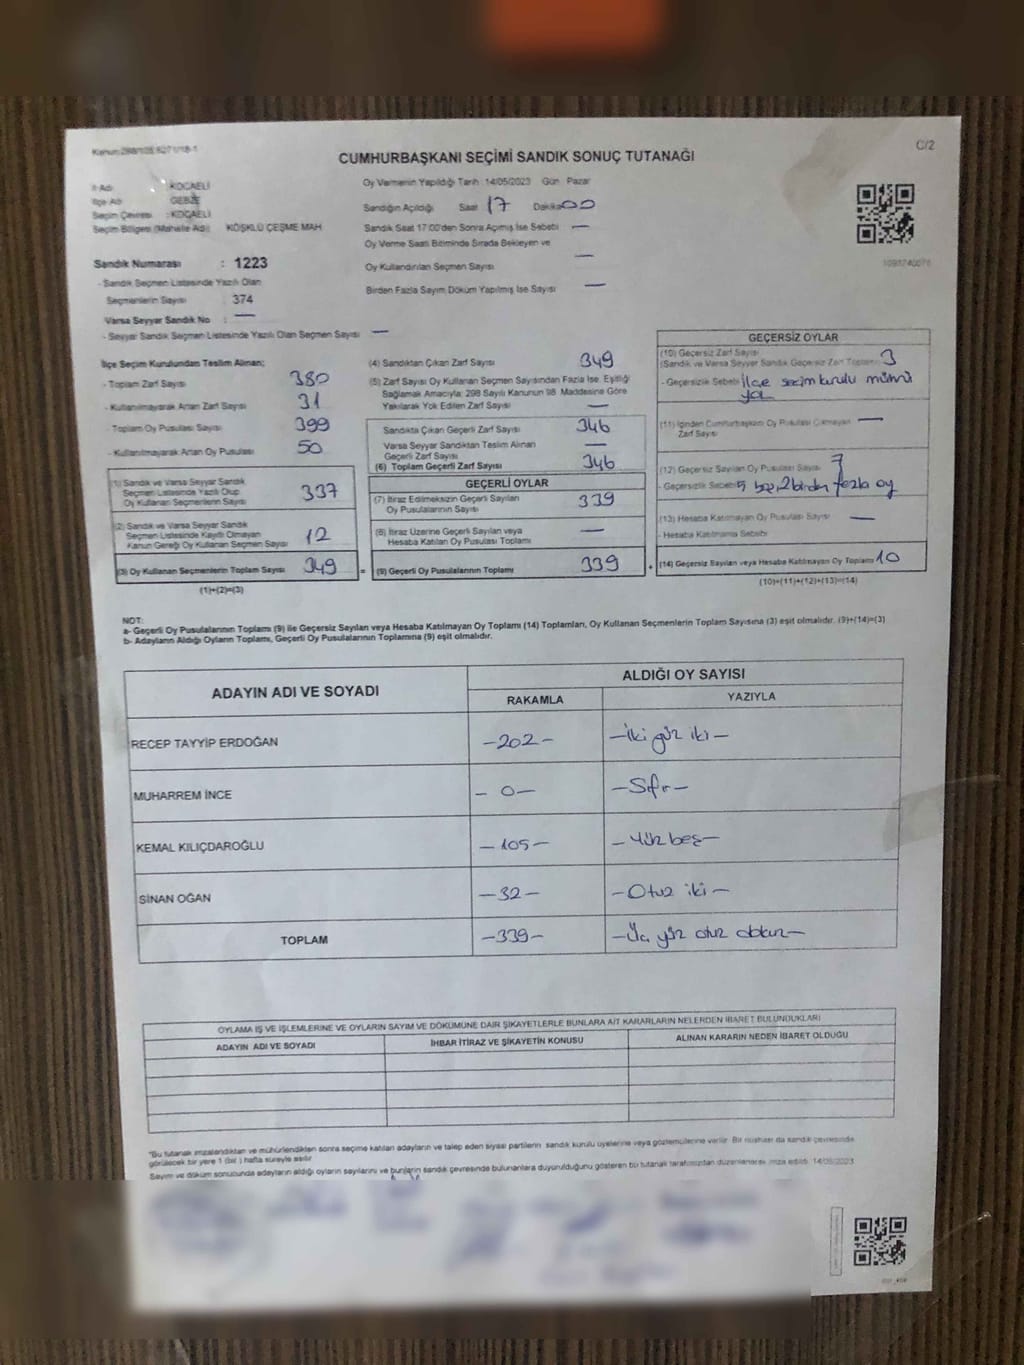 C/2
CUMHURBAŞKANI SEÇİMİ SANDIK SONUÇ TUTANAĞI
İl Adı : KOCAELİ
İlçe Adı : GEBZE
Seçim Çevresi : KOCAELİ
Seçim Bölgesi (Mahalle Adı) KÖŞKLÜ ÇEŞME MAH
Sandık Numarası : 1223
- Sandık Seçmen Listesinde Yazılı Olan
Seçmenlerin Sayısı 374
Varsa Seyyar Sandık No : —
- Seyyar Sandık Seçmen Listesinde Yazılı Olan Seçmen Sayısı —
Oy Vermenin Yapıldığı Tarih 14/05/2023 Gün Pazar
Sandığın Açıldığı Saat 17 Dakika 00
Sandık Saat 17:00'den Sonra Açılmış İse Sebebi —
Oy Verme Saati Bitiminde Sırada Bekleyen ve
Oy Kullandırılan Seçmen Sayısı —
Birden Fazla Sayım Döküm Yapılmış İse Sayısı —
İlçe Seçim Kurulundan Teslim Alınan;
- Toplam Zarf Sayısı 380
- Kullanılmayarak Artan Zarf Sayısı 31
- Toplam Oy Pusulası Sayısı 399
- Kullanılmayarak Artan Oy Pusulası 50
(1) Sandık ve Varsa Seyyar Sandık
Seçmen Listesinde Yazılı Olup
Oy Kullanan Seçmenlerin Sayısı 337
(2) Sandık ve Varsa Seyyar Sandık
Seçmen Listesinde Kayıtlı Olmayan
Kanun Gereği Oy Kullanan Seçmen Sayısı 12
(3) Oy Kullanan Seçmenlerin Toplam Sayısı 349 =
(1)+(2)=(3)
(4) Sandıktan Çıkan Zarf Sayısı 349
(5) Zarf Sayısı Oy Kullanan Seçmen Sayısından Fazla İse, Eşitliği
Sağlamak Amacıyla; 298 Sayılı Kanunun 98. Maddesine Göre
Yakılarak Yok Edilen Zarf Sayısı —
Sandıkta Çıkan Geçerli Zarf Sayısı 346
Varsa Seyyar Sandıktan Teslim Alınan
Geçerli Zarf Sayısı —
(6) Toplam Geçerli Zarf Sayısı 346
GEÇERLİ OYLAR
(7) İtiraz Edilmeksizin Geçerli Sayılan
Oy Pusulalarının Sayısı 339
(8) İtiraz Üzerine Geçerli Sayılan veya
Hesaba Katılan Oy Pusulası Toplamı —
(9) Geçerli Oy Pusulalarının Toplamı 339 +
GEÇERSİZ OYLAR
(10) Geçersiz Zarf Sayısı
(Sandık ve Varsa Seyyar Sandık Geçersiz Zarf Toplamı) 3
- Geçersizlik Sebebi İlçe seçim kurulu mührü
yok
(11) İçinden Cumhurbaşkanı Oy Pusulası Çıkmayan
Zarf Sayısı —
(12) Geçersiz Sayılan Oy Pusulası Sayısı 7
- Geçersizlik Sebebi 5 boş 2 birden fazla oy
(13) Hesaba Katılmayan Oy Pusulası Sayısı —
- Hesaba Katılmama Sebebi
(14) Geçersiz Sayılan veya Hesaba Katılmayan Oy Toplamı 10
(10)+(11)+(12)+(13)=(14)
NOT:
a- Geçerli Oy Pusulalarının Toplamı (9) ile Geçersiz Sayılan veya Hesaba Katılmayan Oy Toplamı (14) Toplamları, Oy Kullanan Seçmenlerin Toplam Sayısına (3) eşit olmalıdır. (9)+(14)=(3)
b- Adayların Aldığı Oyların Toplamı, Geçerli Oy Pusulalarının Toplamına (9) eşit olmalıdır.
ADAYIN ADI VE SOYADI
ALDIĞI OY SAYISI
RAKAMLA YAZIYLA
RECEP TAYYİP ERDOĞAN -202- -İki yüz iki-
MUHARREM İNCE -0- -Sıfır-
KEMAL KILIÇDAROĞLU -105- -Yüz beş-
SİNAN OĞAN -32- -Otuz iki-
TOPLAM -339- -Üç yüz otuz dokuz-
OYLAMA İŞ VE İŞLEMLERİNE VE OYLARIN SAYIM VE DÖKÜMÜNE DAİR ŞİKAYETLERLE BUNLARA AİT KARARLARIN NELERDEN İBARET BULUNDUKLARI
ADAYIN ADI VE SOYADI İHBAR İTİRAZ VE ŞİKAYETİN KONUSU ALINAN KARARIN NEDEN İBARET OLDUĞU
"Bu tutanak imzalandıktan ve mühürlendikten sonra seçime katılan adayların ve talep eden siyasi partilerin sandık kurulu üyelerine veya gözlemcilerine verilir. Bir nüshası da sandık çevresinde
görülecek bir yere 1 (bir) hafta süreyle asılır.
Sayım ve döküm sonucunda adayların aldığı oyların sayılarını ve bunların sandık çevresinde bulunanlara duyurulduğunu gösteren bu tutanak tarafımızdan düzenlenerek imza edildi. 14/05/2023